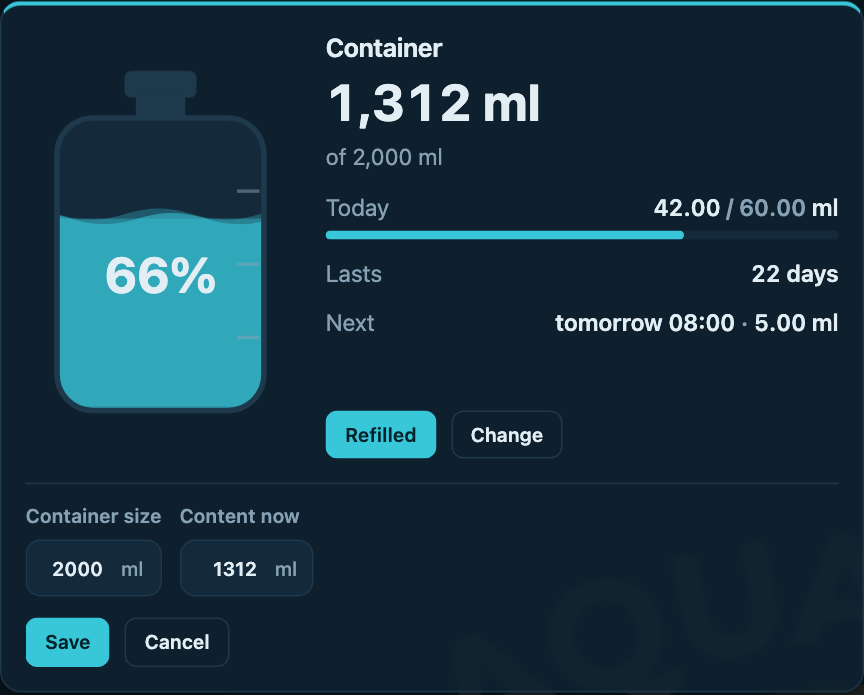 Container
1,312 ml
of 2,000 ml
66%
Today 42.00 / 60.00 ml
Lasts 22 days
Next tomorrow 08:00 · 5.00 ml
Refilled Change
Container size Content now
2000 ml 1312 ml
Save Cancel
AQUA